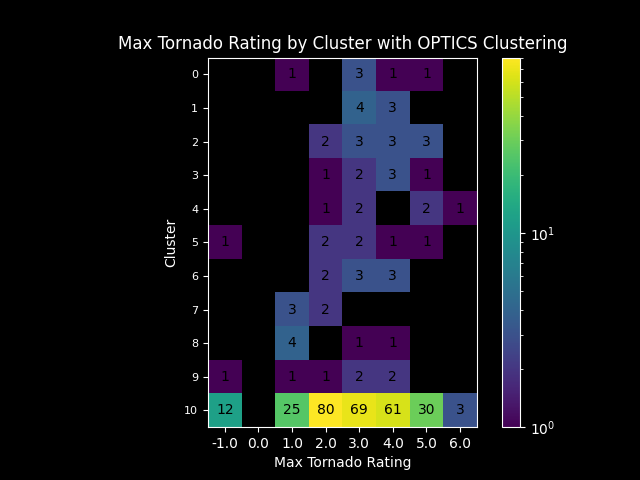 Max Tornado Rating by Cluster with OPTICS Clustering
0 1 3 1 1
1 4 3
2 2 3 3 3
3 1 2 3 1
4 1 2 2 1
5 1 2 2 1 1
6 2 3 3
7 3 2
8 4 1 1
9 1 1 1 2 2
10 12 25 80 69 61 30 3
-1.0 0.0 1.0 2.0 3.0 4.0 5.0 6.0
Max Tornado Rating
Cluster
10¹
10⁰